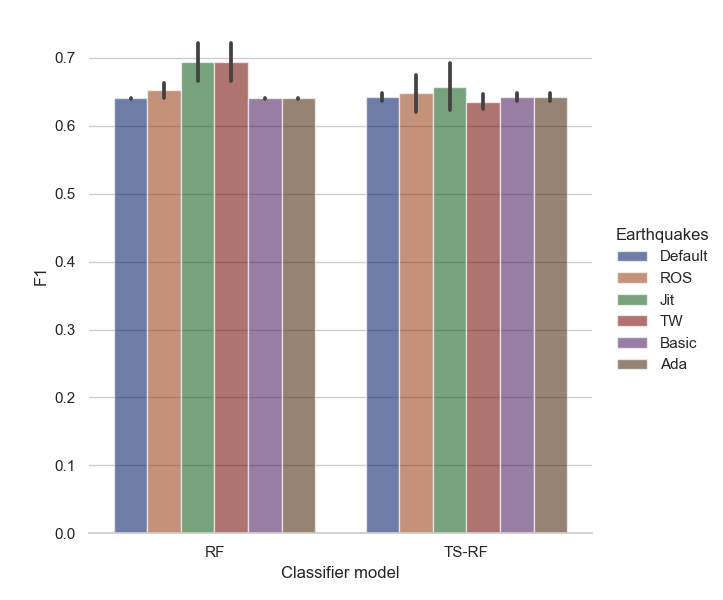 0.7
0.6
0.5
0.4
0.3
0.2
0.1
0.0
F1
RF
TS-RF
Classifier model
Earthquakes
Default
ROS
Jit
TW
Basic
Ada